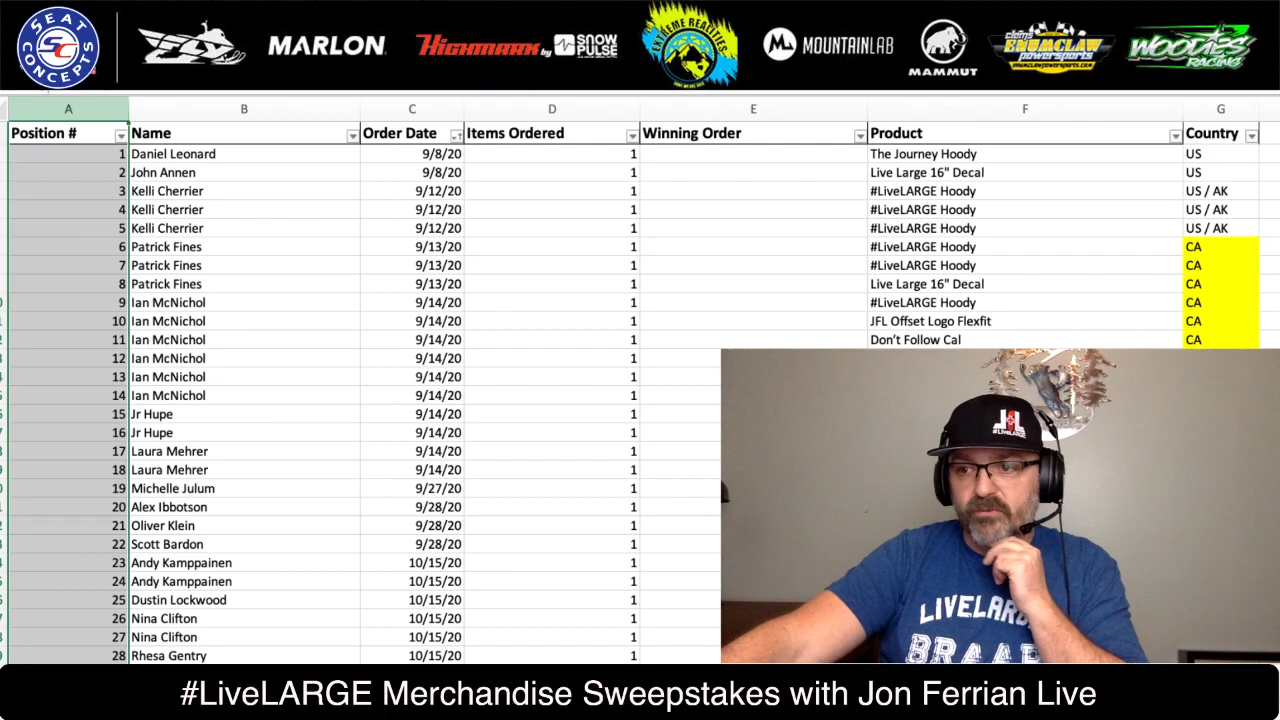 SEAT
SC
CONCEPTS
FLY
MARLON
HIGHMARK by SNOW PULSE
EXTREME REALITIES
MOUNTAINLAB
MAMMUT
clems
ENUMCLAW
powersports
enumclawpowersports.com
WOODIES
RACING
A B C D E F G
Position # Name Order Date Items Ordered Winning Order Product Country
1 Daniel Leonard 9/8/20 1 The Journey Hoody US
2 John Annen 9/8/20 1 Live Large 16" Decal US
3 Kelli Cherrier 9/12/20 1 #LiveLARGE Hoody US / AK
4 Kelli Cherrier 9/12/20 1 #LiveLARGE Hoody US / AK
5 Kelli Cherrier 9/12/20 1 #LiveLARGE Hoody US / AK
6 Patrick Fines 9/13/20 1 #LiveLARGE Hoody CA
7 Patrick Fines 9/13/20 1 #LiveLARGE Hoody CA
8 Patrick Fines 9/13/20 1 Live Large 16" Decal CA
9 Ian McNichol 9/14/20 1 #LiveLARGE Hoody CA
10 Ian McNichol 9/14/20 1 JFL Offset Logo Flexfit CA
11 Ian McNichol 9/14/20 1 Don't Follow Cal CA
12 Ian McNichol 9/14/20 1
13 Ian McNichol 9/14/20 1
14 Ian McNichol 9/14/20 1
15 Jr Hupe 9/14/20 1
16 Jr Hupe 9/14/20 1
17 Laura Mehrer 9/14/20 1
18 Laura Mehrer 9/14/20 1
19 Michelle Julum 9/27/20 1
20 Alex Ibbotson 9/28/20 1
21 Oliver Klein 9/28/20 1
22 Scott Bardon 9/28/20 1
23 Andy Kamppainen 10/15/20 1
24 Andy Kamppainen 10/15/20 1
25 Dustin Lockwood 10/15/20 1
26 Nina Clifton 10/15/20 1
27 Nina Clifton 10/15/20 1
28 Rhesa Gentry 10/15/20 1
#LiveLARGE
LIVELARG
BRAAP
#LiveLARGE Merchandise Sweepstakes with Jon Ferrian Live